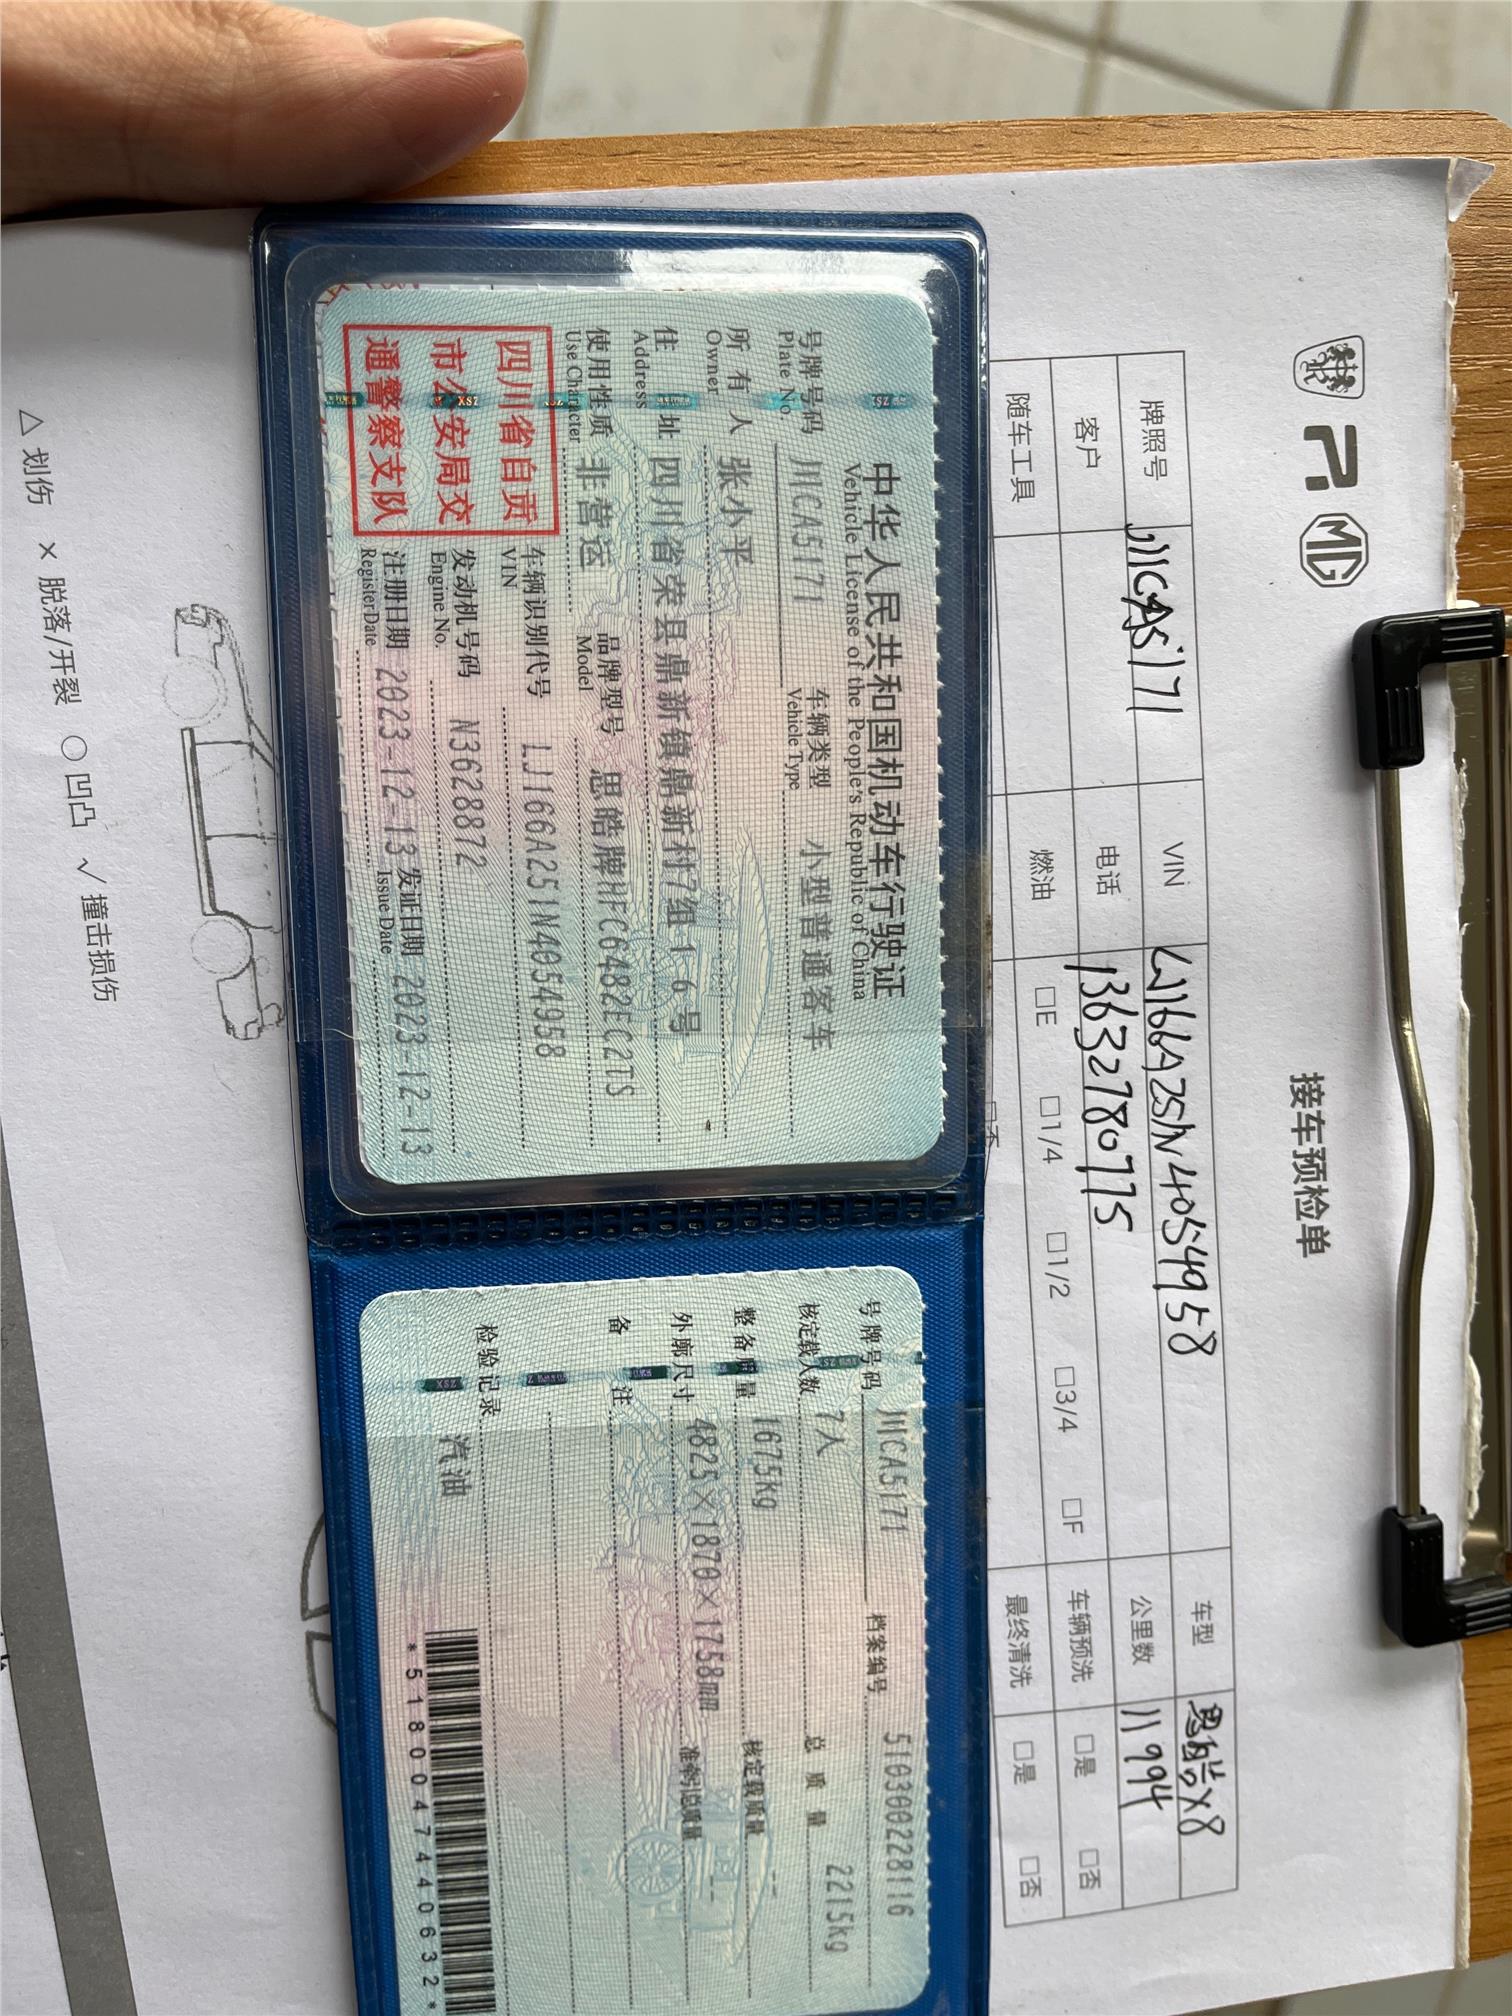 MG
接车预检单
牌照号 川CA5171 VIN LJ166A251N4054958 车型 思皓X8
客户 电话 13632780775 公里数 11994
随车工具 燃油 □E □1/4 □1/2 □3/4 □F 车辆预洗 □是 □否
最终清洗 □是 □否
□否
中华人民共和国机动车行驶证
Vehicle License of the People's Republic of China
号牌号码 川CA5171 车辆类型 小型普通客车
Plate No. Vehicle Type
所有人 张小平
Owner
住址 四川省荣县鼎新镇鼎新村7组16号
Address
使用性质 非营运 品牌型号 思皓牌HFC6482EC2TS
Use Character Model
四川省自贡
市公安局交
通警察支队
车辆识别代号 LJ166A251N4054958
VIN
发动机号码 N3628872
Engine No.
注册日期 2023-12-13 发证日期 2023-12-13
Register Date Issue Date
号牌号码 川CA5171 档案编号 510300228116
核定载人数 7人 总质量 2215kg
整备质量 1675kg 核定载质量 --
外廓尺寸 4825×1870×1758mm 准牵引总质量 --
备注
检验记录 汽油
*5180047440632*
△ 划伤 × 脱落/开裂 ○ 凹凸 √ 撞击损伤